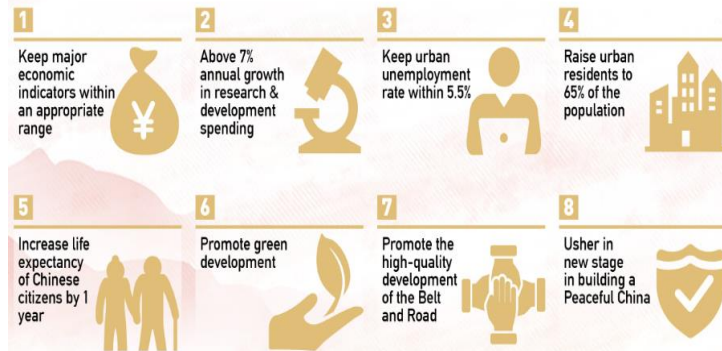 1
Keep major
economic
indicators within
an appropriate
range
¥
2
Above 7%
annual growth
in research &
development
spending
3
Keep urban
unemployment
rate within 5.5%
4
Raise urban
residents to
65% of the
population
5
Increase life
expectancy
of Chinese
citizens by 1
year
6
Promote green
development
7
Promote the
high-quality
development
of the Belt
and Road
8
Usher in
new stage
in building a
Peaceful China